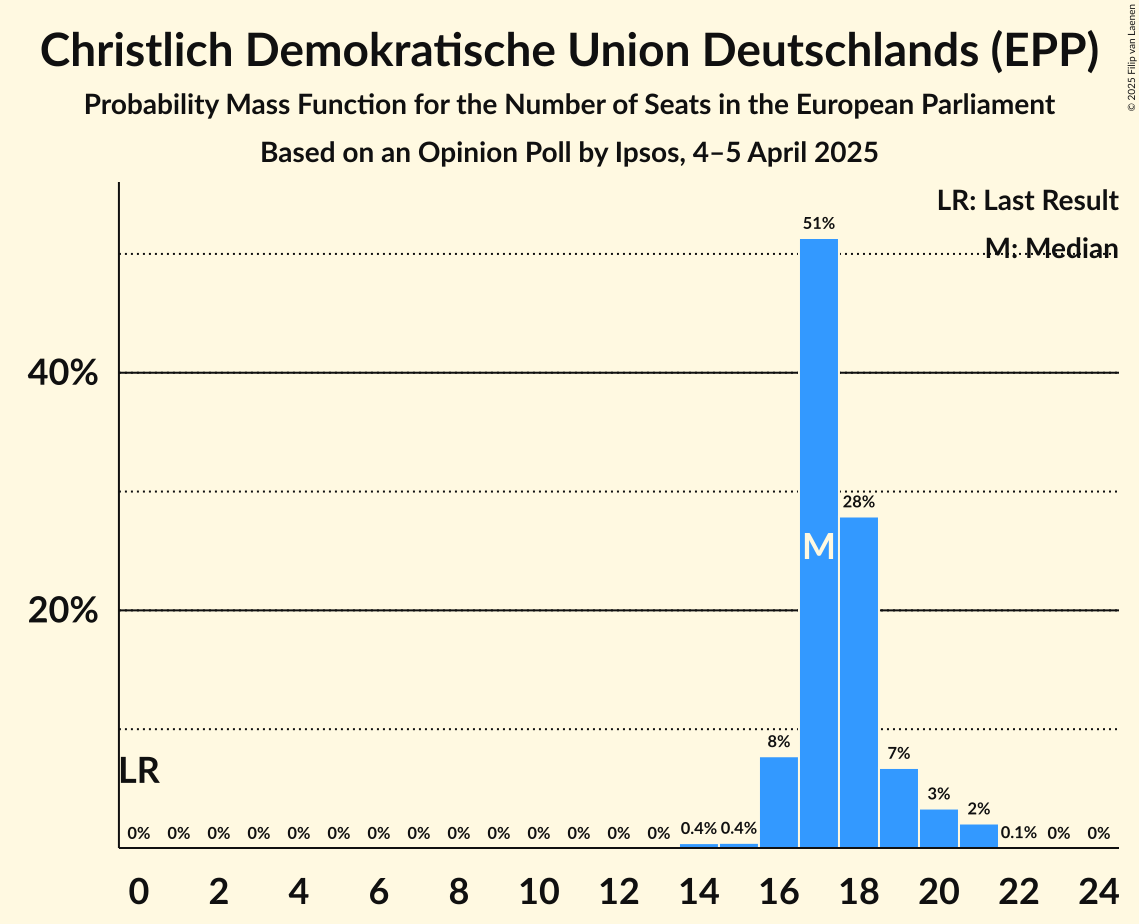 Christlich Demokratische Union Deutschlands (EPP)
Probability Mass Function for the Number of Seats in the European Parliament
Based on an Opinion Poll by Ipsos, 4–5 April 2025
© 2025 Filip van Laenen
LR: Last Result
M: Median
51%
40%
28%
M
20%
8%
7%
LR
3%
2%
0% 0% 0% 0% 0% 0% 0% 0% 0% 0% 0% 0% 0% 0% 0.4% 0.4% 0.1% 0% 0%
0 2 4 6 8 10 12 14 16 18 20 22 24